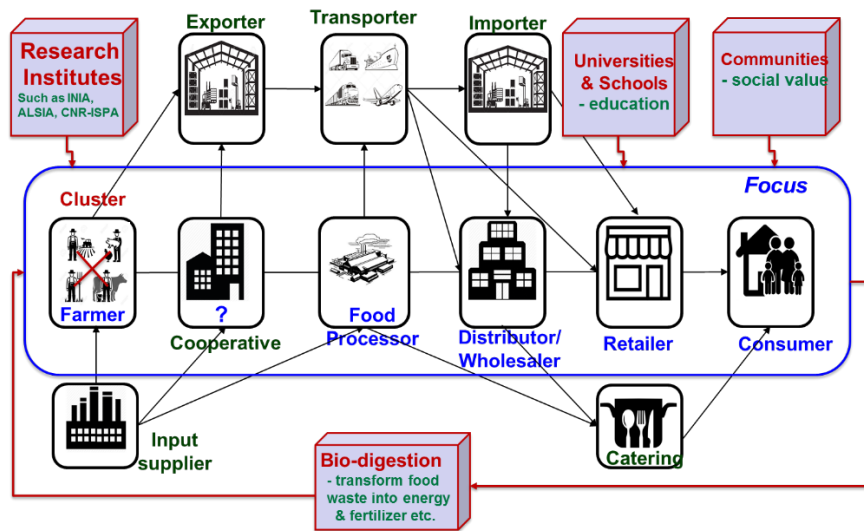 Exporter
Transporter
Importer
Research
Institutes
Such as INIA,
ALSIA, CNR-ISPA
Universities
& Schools
- education
Communities
- social value
Focus
Cluster
Farmer
?
Cooperative
Food
Processor
Distributor/
Wholesaler
Retailer
Consumer
Input
supplier
Catering
Bio-digestion
- transform food
waste into energy
& fertilizer etc.